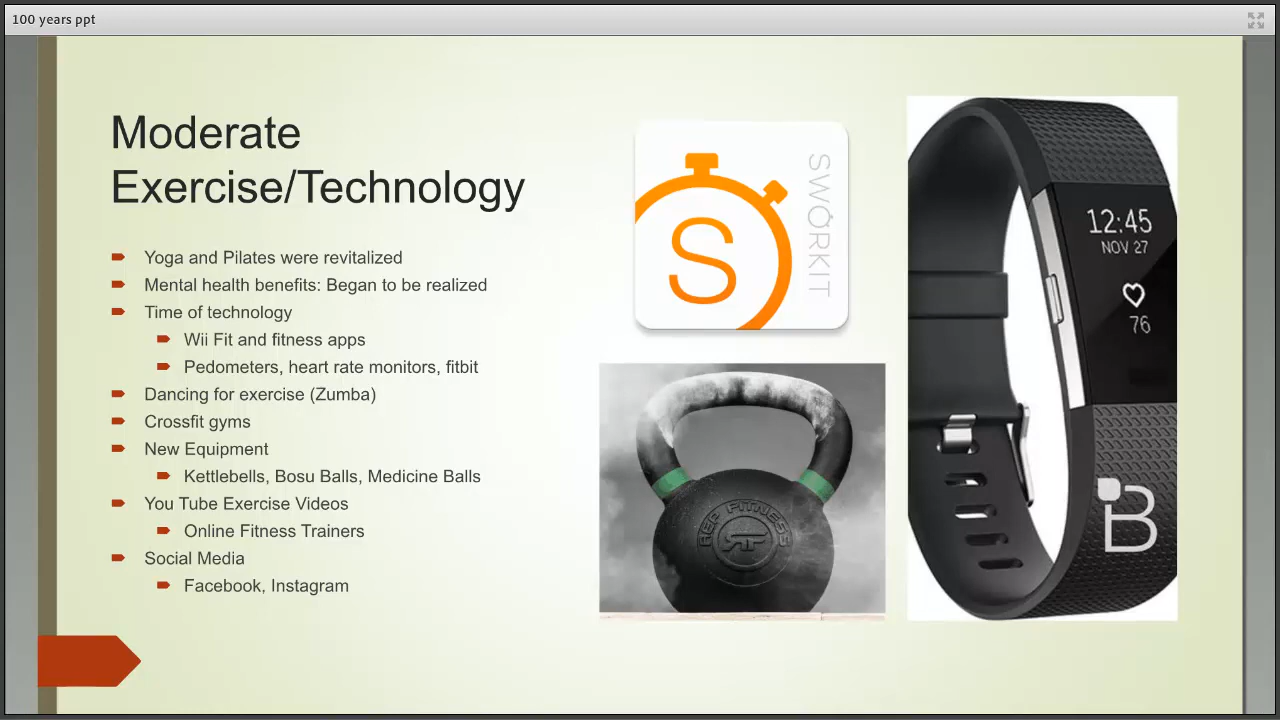 100 years ppt
Moderate
Exercise/Technology
Yoga and Pilates were revitalized
Mental health benefits: Began to be realized
Time of technology
Wii Fit and fitness apps
Pedometers, heart rate monitors, fitbit
Dancing for exercise (Zumba)
Crossfit gyms
New Equipment
Kettlebells, Bosu Balls, Medicine Balls
You Tube Exercise Videos
Online Fitness Trainers
Social Media
Facebook, Instagram
S
SWORKIT
REP FITNESS
12:45
NOV 27
76
B